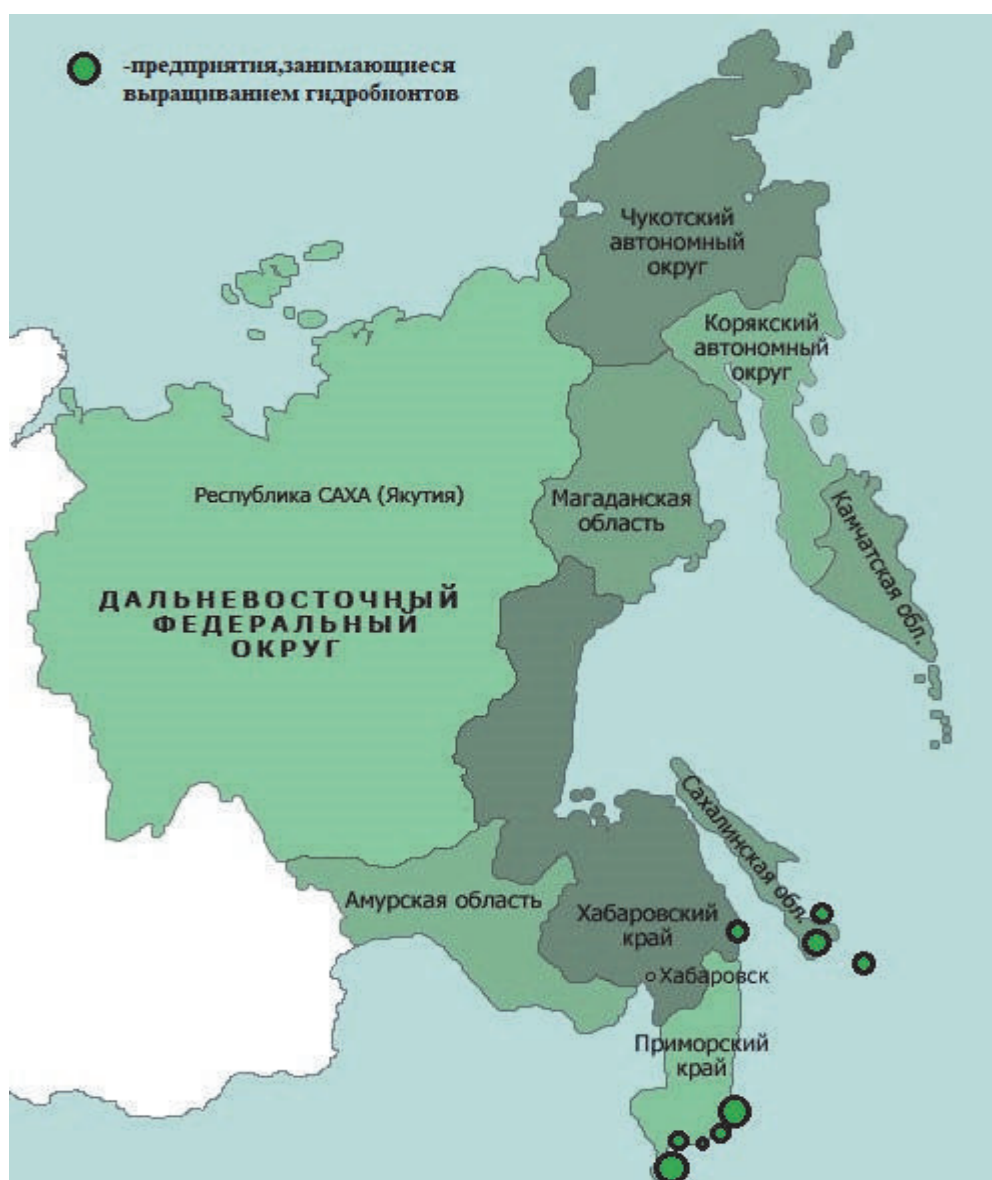 -предприятия,занимающиеся
выращиванием гидробионтов
Чукотский
автономный
округ
Корякский
автономный
округ
Республика САХА (Якутия)
Магаданская
область
Камчатская обл.
ДАЛЬНЕВОСТОЧНЫЙ
ФЕДЕРАЛЬНЫЙ
ОКРУГ
Сахалинская обл.
Амурская область
Хабаровский
край
Хабаровск
Приморский
край